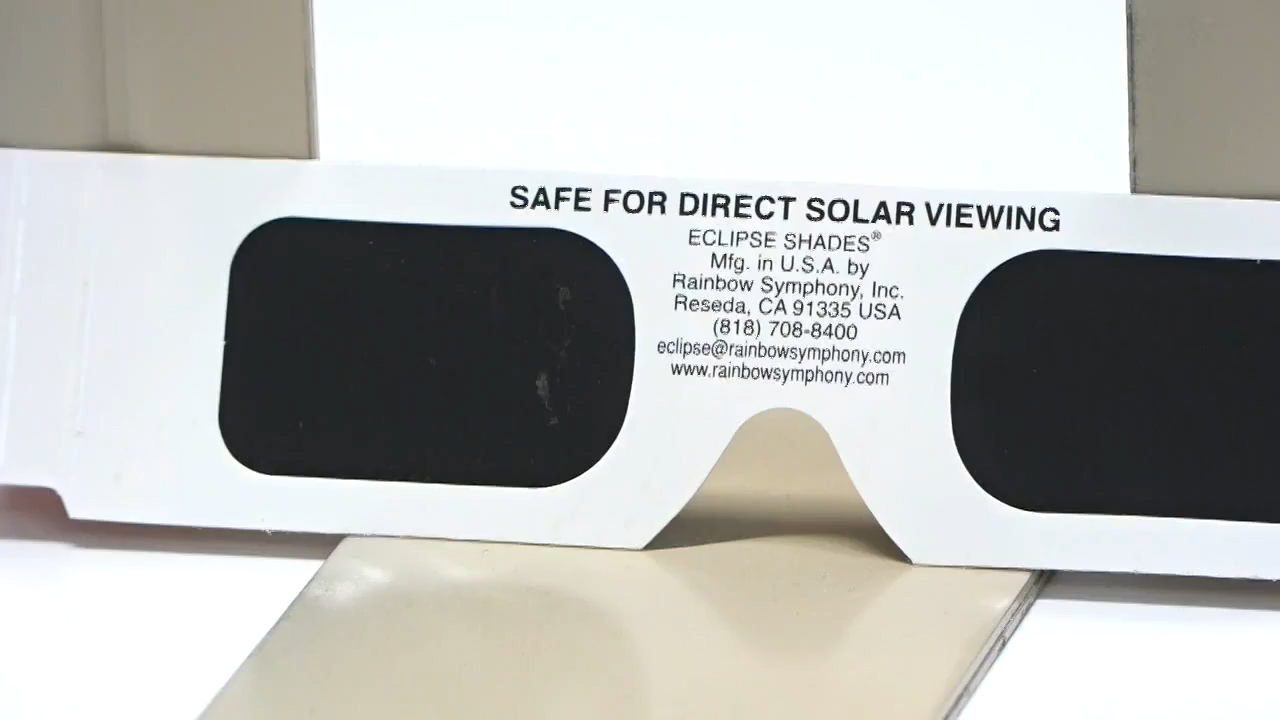 SAFE FOR DIRECT SOLAR VIEWING
ECLIPSE SHADES®
Mfg. in U.S.A. by
Rainbow Symphony, Inc.
Reseda, CA 91335 USA
(818) 708-8400
eclipse@rainbowsymphony.com
www.rainbowsymphony.com